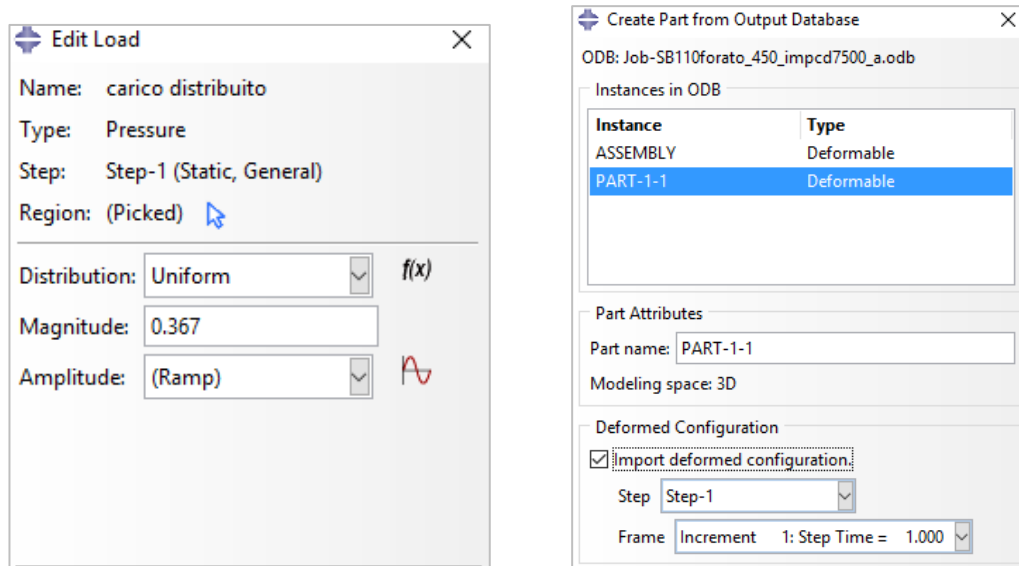 Edit Load
Name: carico distribuito
Type: Pressure
Step: Step-1 (Static, General)
Region: (Picked)
Distribution: Uniform f(x)
Magnitude: 0.367
Amplitude: (Ramp)
Create Part from Output Database
ODB: Job-SB110forato_450_impcd7500_a.odb
Instances in ODB
Instance Type
ASSEMBLY Deformable
PART-1-1 Deformable
Part Attributes
Part name: PART-1-1
Modeling space: 3D
Deformed Configuration
Import deformed configuration.
Step Step-1
Frame Increment 1: Step Time = 1.000